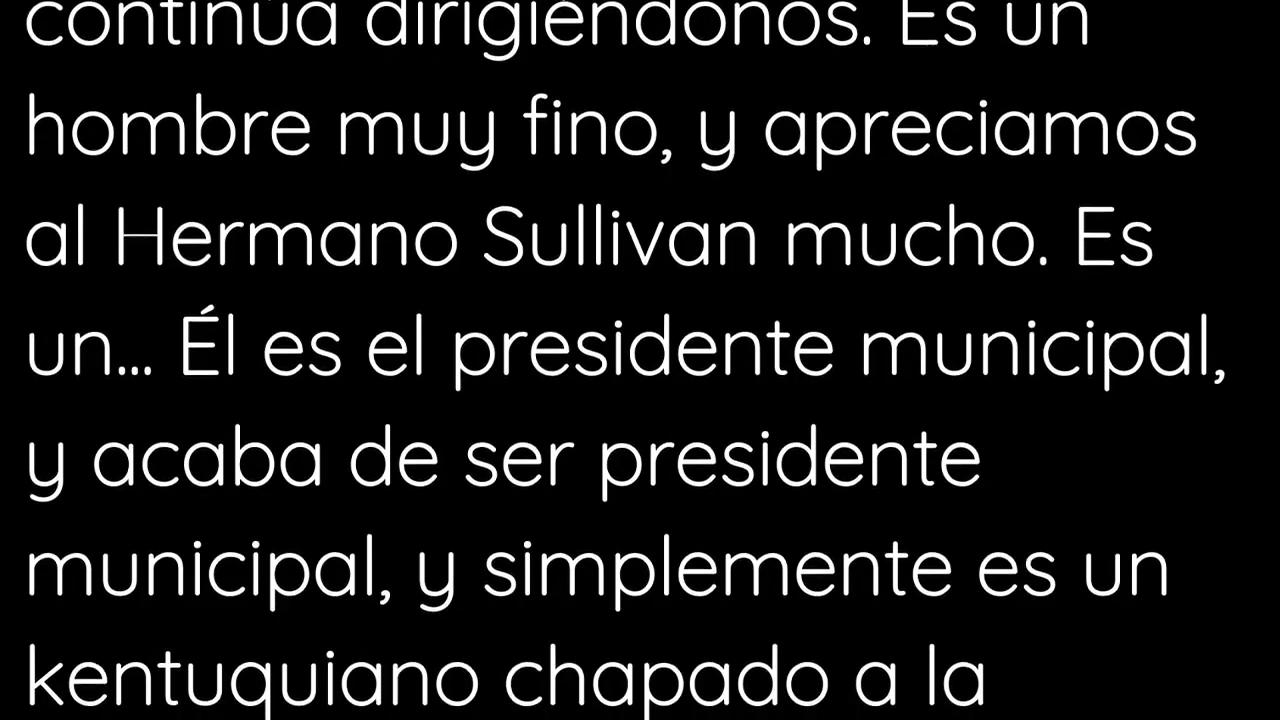 continúa dirigiéndonos. Es un
hombre muy fino, y apreciamos
al Hermano Sullivan mucho. Es
un... Él es el presidente municipal,
y acaba de ser presidente
municipal, y simplemente es un
kentuquiano chapado a la